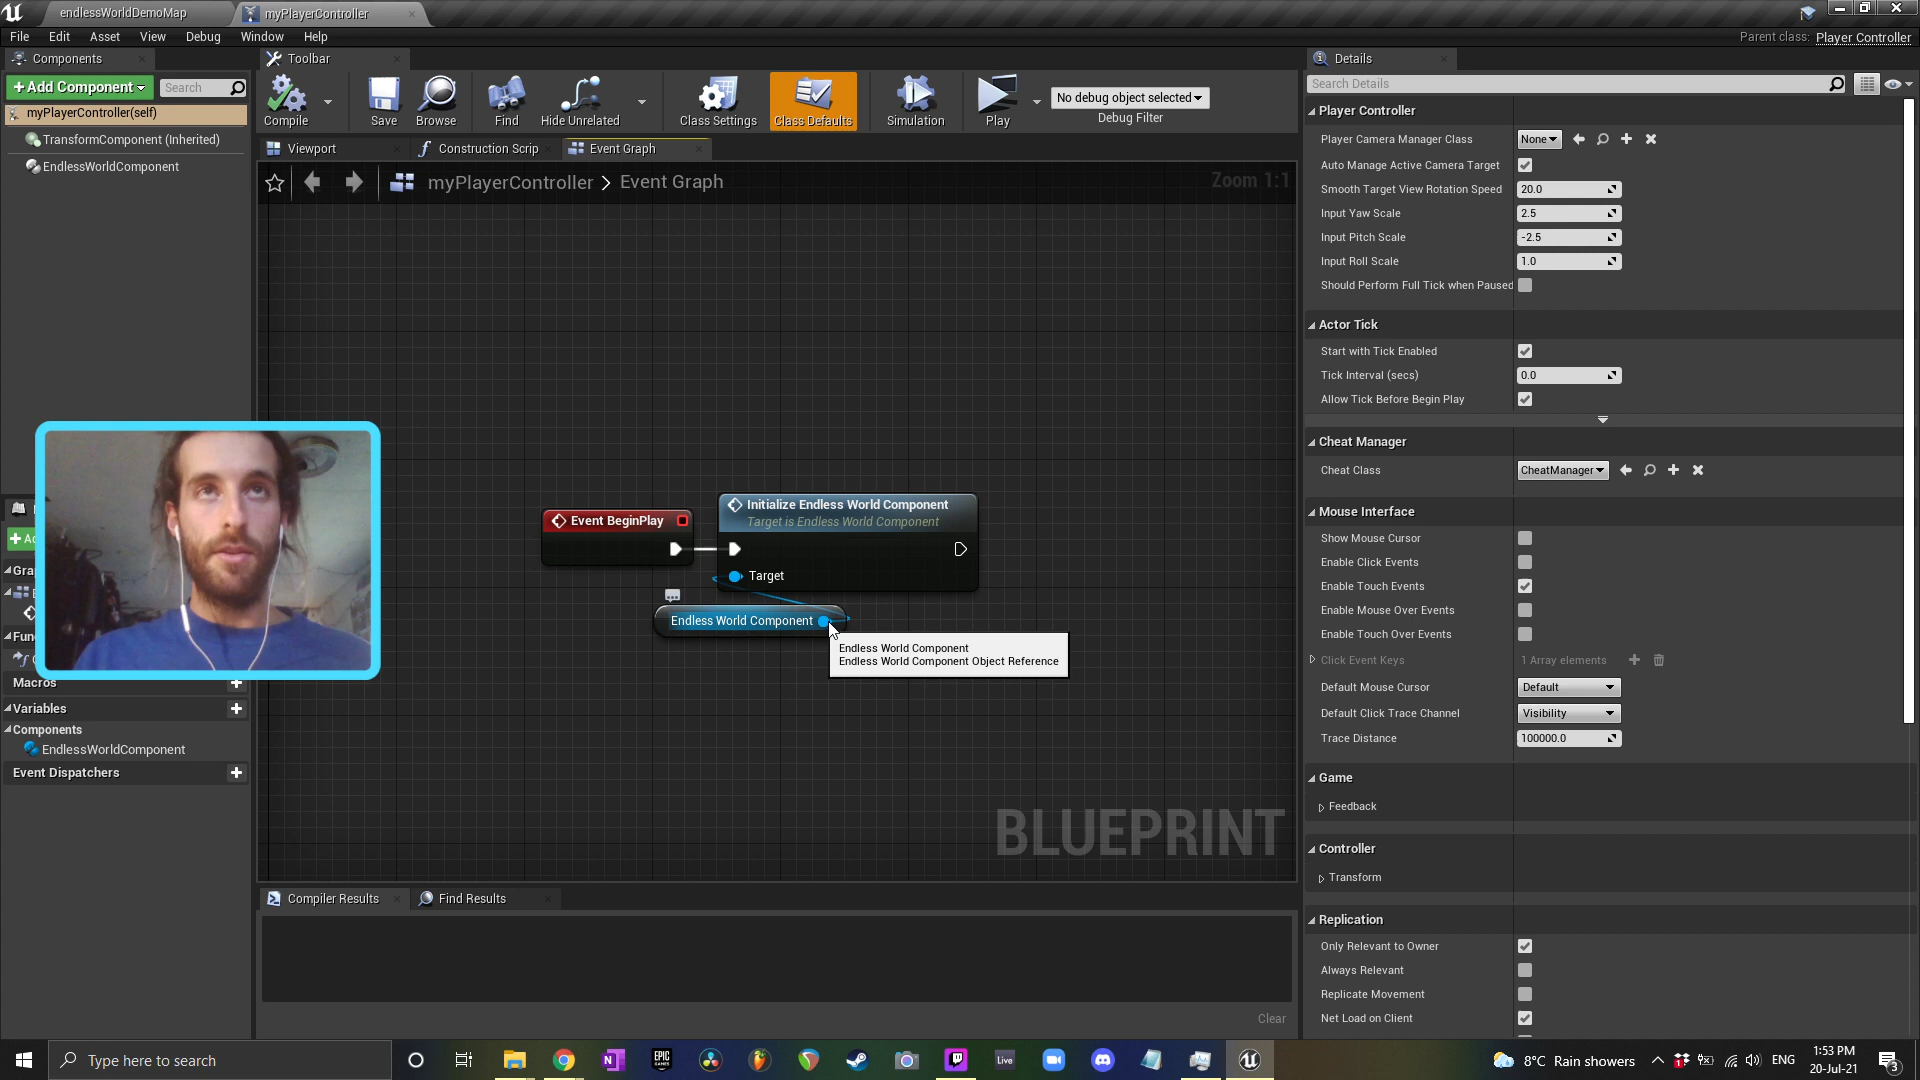 endlessWorldDemoMap
myPlayerController
File Edit Asset View Debug Window Help
Parent class: Player Controller
Components
+ Add Component
Search
myPlayerController(self)
TransformComponent (Inherited)
EndlessWorldComponent
Toolbar
Compile
Save
Browse
Find
Hide Unrelated
Class Settings
Class Defaults
Simulation
Play
No debug object selected
Debug Filter
Viewport
Construction Scrip
Event Graph
myPlayerController > Event Graph
Zoom 1:1
Event BeginPlay
Initialize Endless World Component
Target is Endless World Component
Target
Endless World Component
Endless World Component
Endless World Component Object Reference
BLUEPRINT
Macros
Variables
Components
EndlessWorldComponent
Event Dispatchers
Compiler Results
Find Results
Clear
Details
Search Details
Player Controller
Player Camera Manager Class None
Auto Manage Active Camera Target
Smooth Target View Rotation Speed 20.0
Input Yaw Scale 2.5
Input Pitch Scale -2.5
Input Roll Scale 1.0
Should Perform Full Tick when Paused
Actor Tick
Start with Tick Enabled
Tick Interval (secs) 0.0
Allow Tick Before Begin Play
Cheat Manager
Cheat Class CheatManager
Mouse Interface
Show Mouse Cursor
Enable Click Events
Enable Touch Events
Enable Mouse Over Events
Enable Touch Over Events
Click Event Keys 1 Array elements
Default Mouse Cursor Default
Default Click Trace Channel Visibility
Trace Distance 100000.0
Game
Feedback
Controller
Transform
Replication
Only Relevant to Owner
Always Relevant
Replicate Movement
Net Load on Client
Type here to search
EPIC GAMES
Live
8°C Rain showers
ENG
1:53 PM
20-Jul-21
3